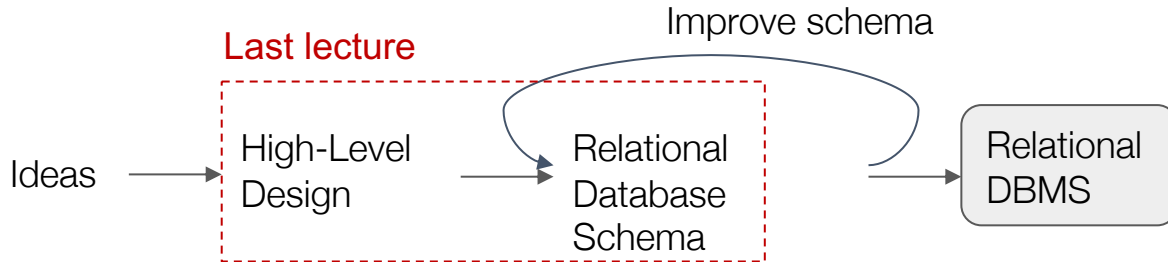 Improve schema
Last lecture
Ideas
High-Level
Design
Relational
Database
Schema
Relational
DBMS